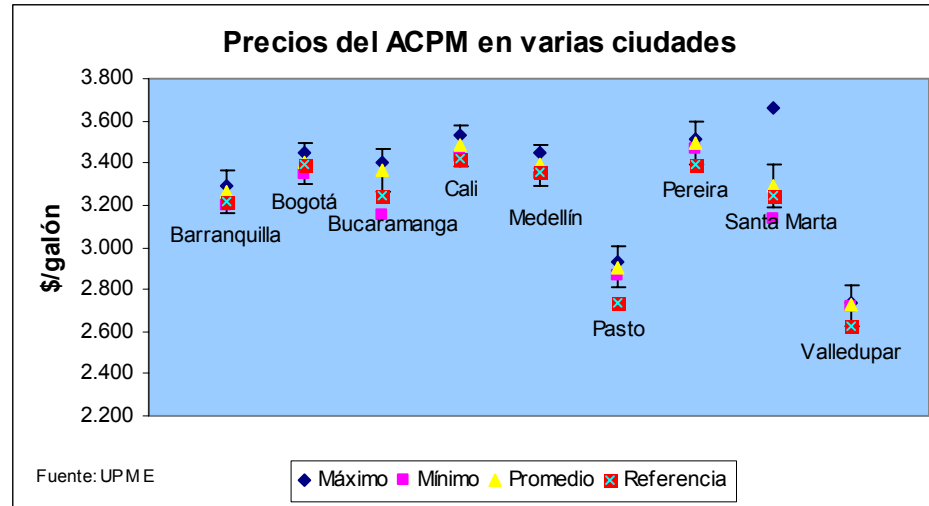 Precios del ACPM en varias ciudades
$/galón
3.800
3.600
3.400
3.200
3.000
2.800
2.600
2.400
2.200
Barranquilla
Bogotá
Bucaramanga
Cali
Medellín
Pasto
Pereira
Santa Marta
Valledupar
Fuente: UPME
Máximo Mínimo Promedio Referencia